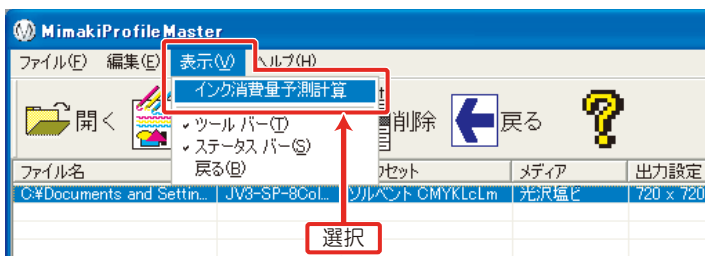 MimakiProfileMaster
ファイル(F) 編集(E) 表示(V) ヘルプ(H)
インク消費量予測計算
開く 削除 戻る
✓ ツール バー(T)
✓ ステータス バー(S)
戻る(B)
ファイル名 クセット メディア 出力設定
C:¥Documents and Settin... JV3-SP-8Col... ソルベント CMYKLcLm 光沢塩ビ 720 x 720
選択